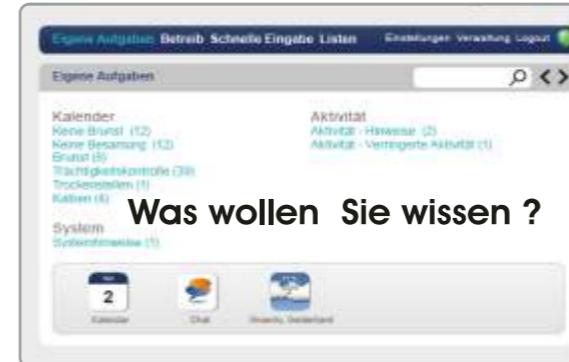 Eigene Aufgaben Betreib Schnelle Eingabe Listen Einstellungen Verwaltung Logout
Eigene Aufgaben
Kalender
Keine Brunst (12)
Keine Besamung (12)
Brunst (8)
Trächtigkeitskontrolle (39)
Trockenstellen (1)
Kalben (4)
Aktivität
Aktivität - Hinweise (2)
Aktivität - Verringerte Aktivität (1)
Was wollen Sie wissen ?
System
Systemhinweise (1)
2
Kalender
Chat